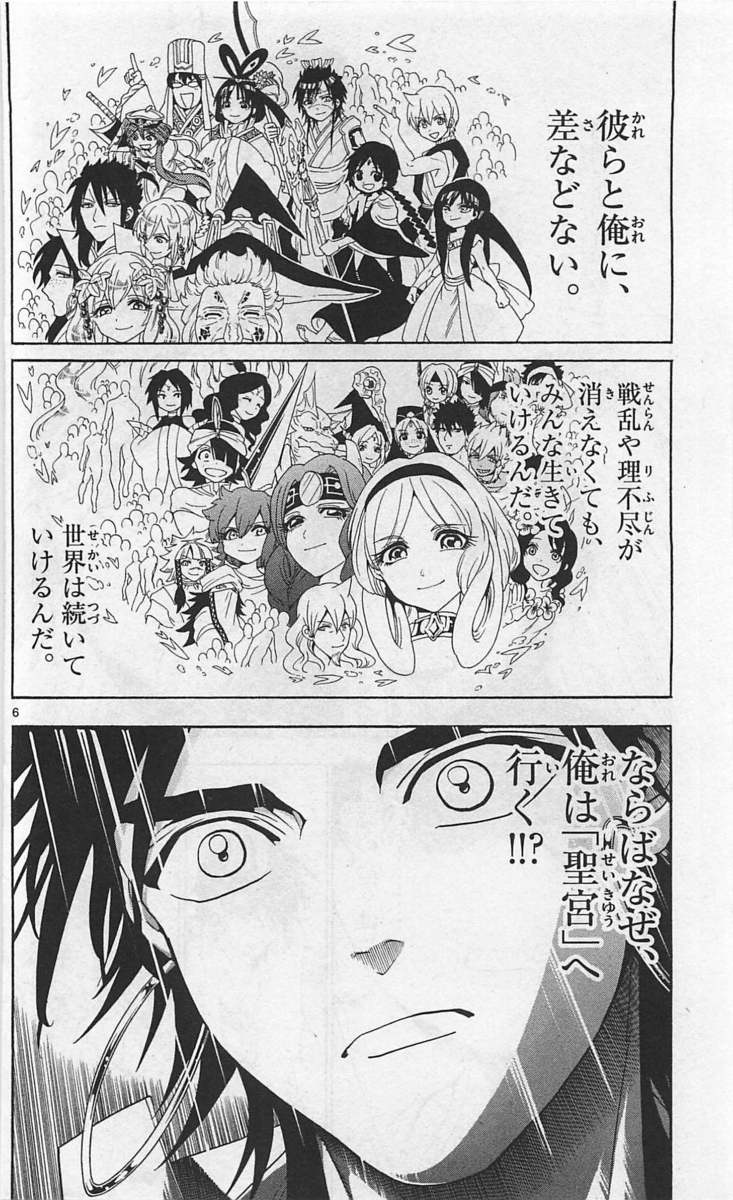 彼らと俺に、
差などない。
戦乱や理不尽が
消えなくても、
みんな生きて
いけるんだ。
世界は続いて
いけるんだ。
6
ならばなぜ、
俺は「聖宮」へ
行く!!?